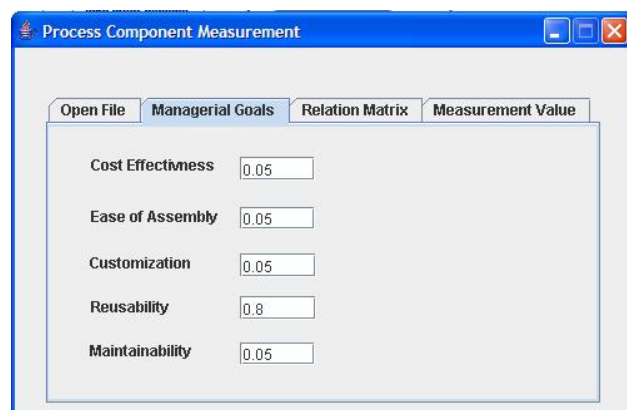 Process Component Measurement
Open File Managerial Goals Relation Matrix Measurement Value
Cost Effectivness 0.05
Ease of Assembly 0.05
Customization 0.05
Reusability 0.8
Maintainability 0.05